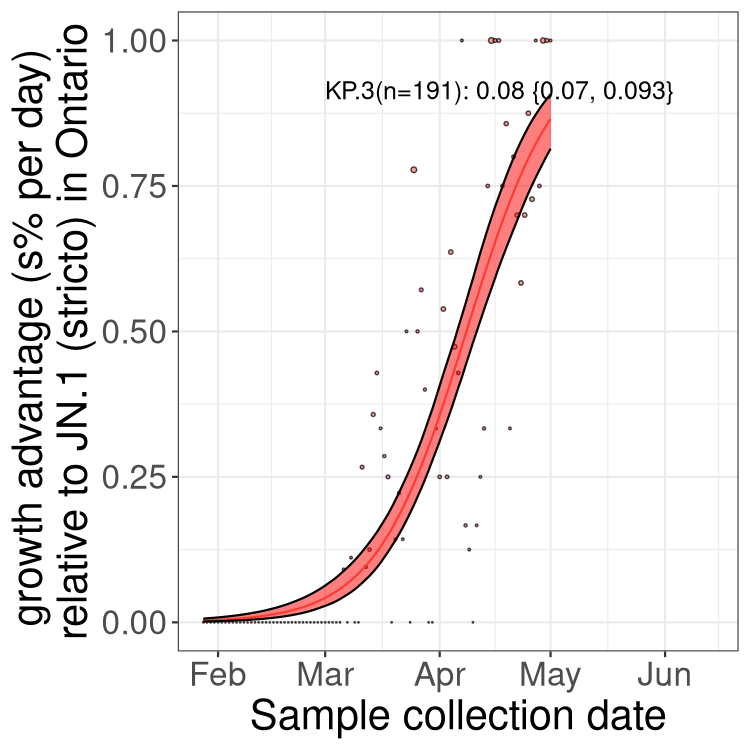 growth advantage (s% per day)
relative to JN.1 (stricto) in Ontario
1.00
0.75
0.50
0.25
0.00
KP.3(n=191): 0.08 {0.07, 0.093}
Feb Mar Apr May Jun
Sample collection date